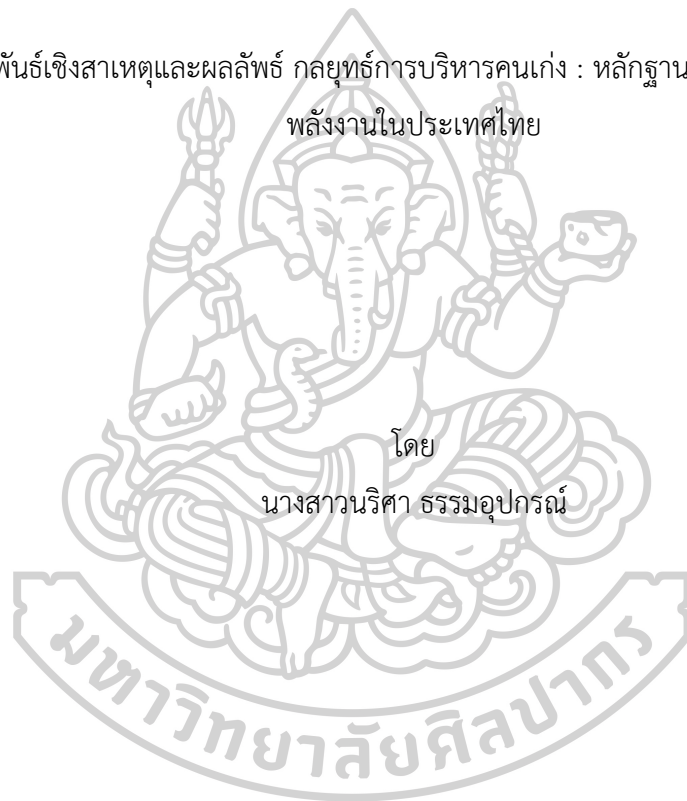 พันธ์เชิงสาเหตุและผลลัพธ์ กลยุทธ์การบริหารคนเก่ง : หลักฐาน
พลังงานในประเทศไทย
โดย
นางสาวนริศา ธรรมอุปกรณ์
มหาวิทยาลัยศิลปากร